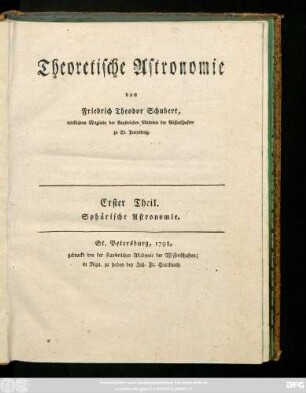 Theoretische Astronomie
von
Friedrich Theodor Schubert,
wirklichem Mitgliede der Kayserlichen Akademie der Wissenschaften
zu St. Petersburg.
Erster Theil.
Sphärische Astronomie.
St. Petersburg, 1798,
gedruckt bey der Kayserlichen Akademie der Wissenschaften;
in Riga zu haben bey Joh. Fr. Hartknoch.
DFG